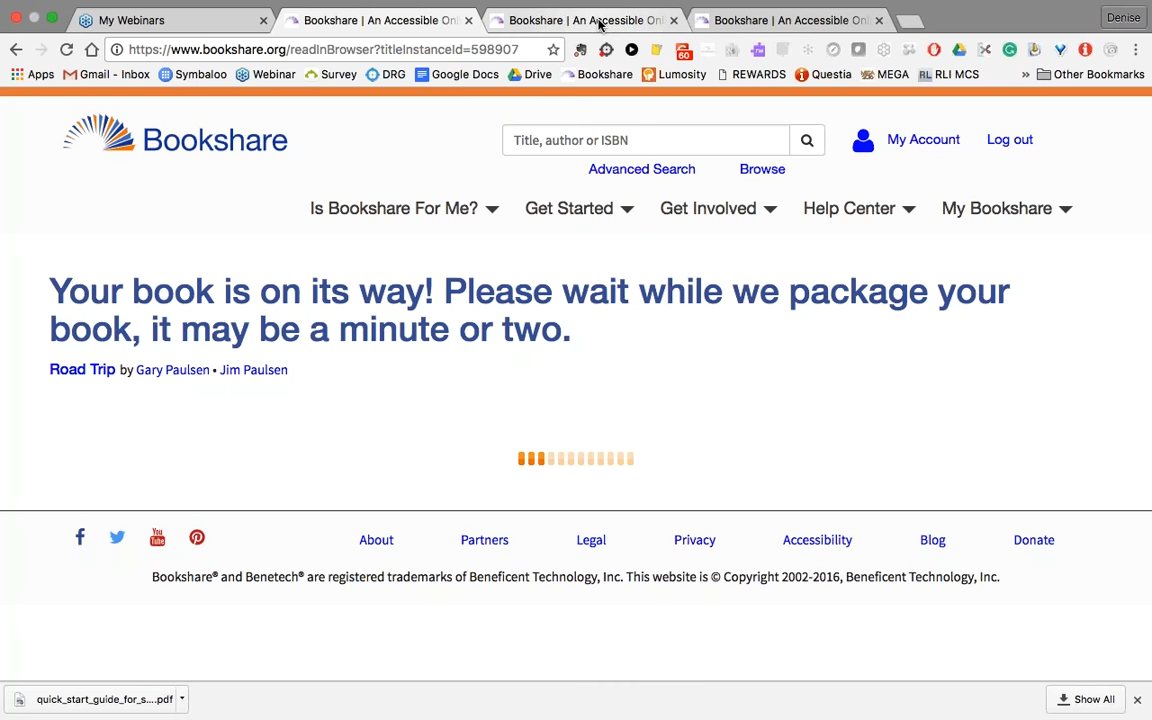 My Webinars
Bookshare | An Accessible Onl
Bookshare | An Accessible Onl
Bookshare | An Accessible Onl
Denise
https://www.bookshare.org/readInBrowser?titleInstanceId=598907
60
Apps Gmail - Inbox Symbaloo Webinar Survey DRG Google Docs Drive Bookshare Lumosity REWARDS Questia MEGA RLI MCS » Other Bookmarks
Bookshare
Title, author or ISBN
My Account Log out
Advanced Search Browse
Is Bookshare For Me? Get Started Get Involved Help Center My Bookshare
Your book is on its way! Please wait while we package your
book, it may be a minute or two.
Road Trip by Gary Paulsen • Jim Paulsen
You Tube
About Partners Legal Privacy Accessibility Blog Donate
Bookshare® and Benetech® are registered trademarks of Beneficent Technology, Inc. This website is © Copyright 2002-2016, Beneficent Technology, Inc.
quick_start_guide_for_s....pdf
Show All